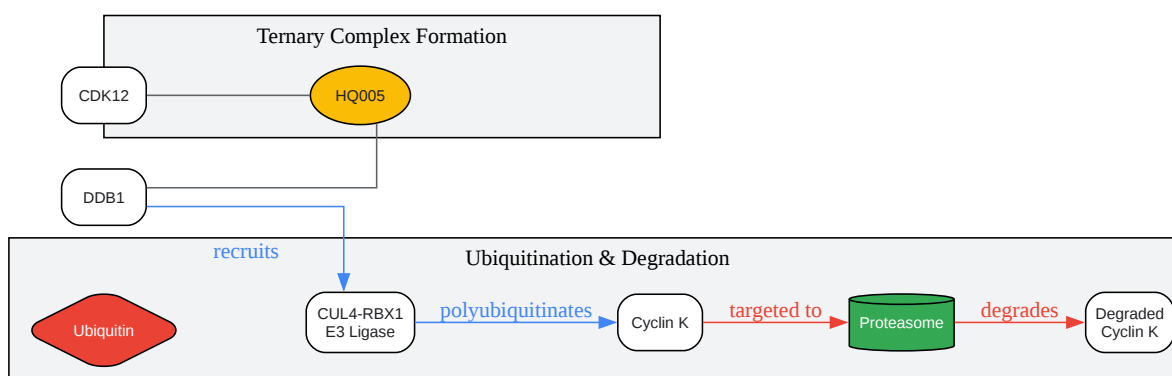 Ternary Complex Formation
CDK12
HQ005
DDB1
recruits
Ubiquitination & Degradation
Ubiquitin
CUL4-RBX1
E3 Ligase
polyubiquitinates
Cyclin K
targeted to
Proteasome
degrades
Degraded
Cyclin K